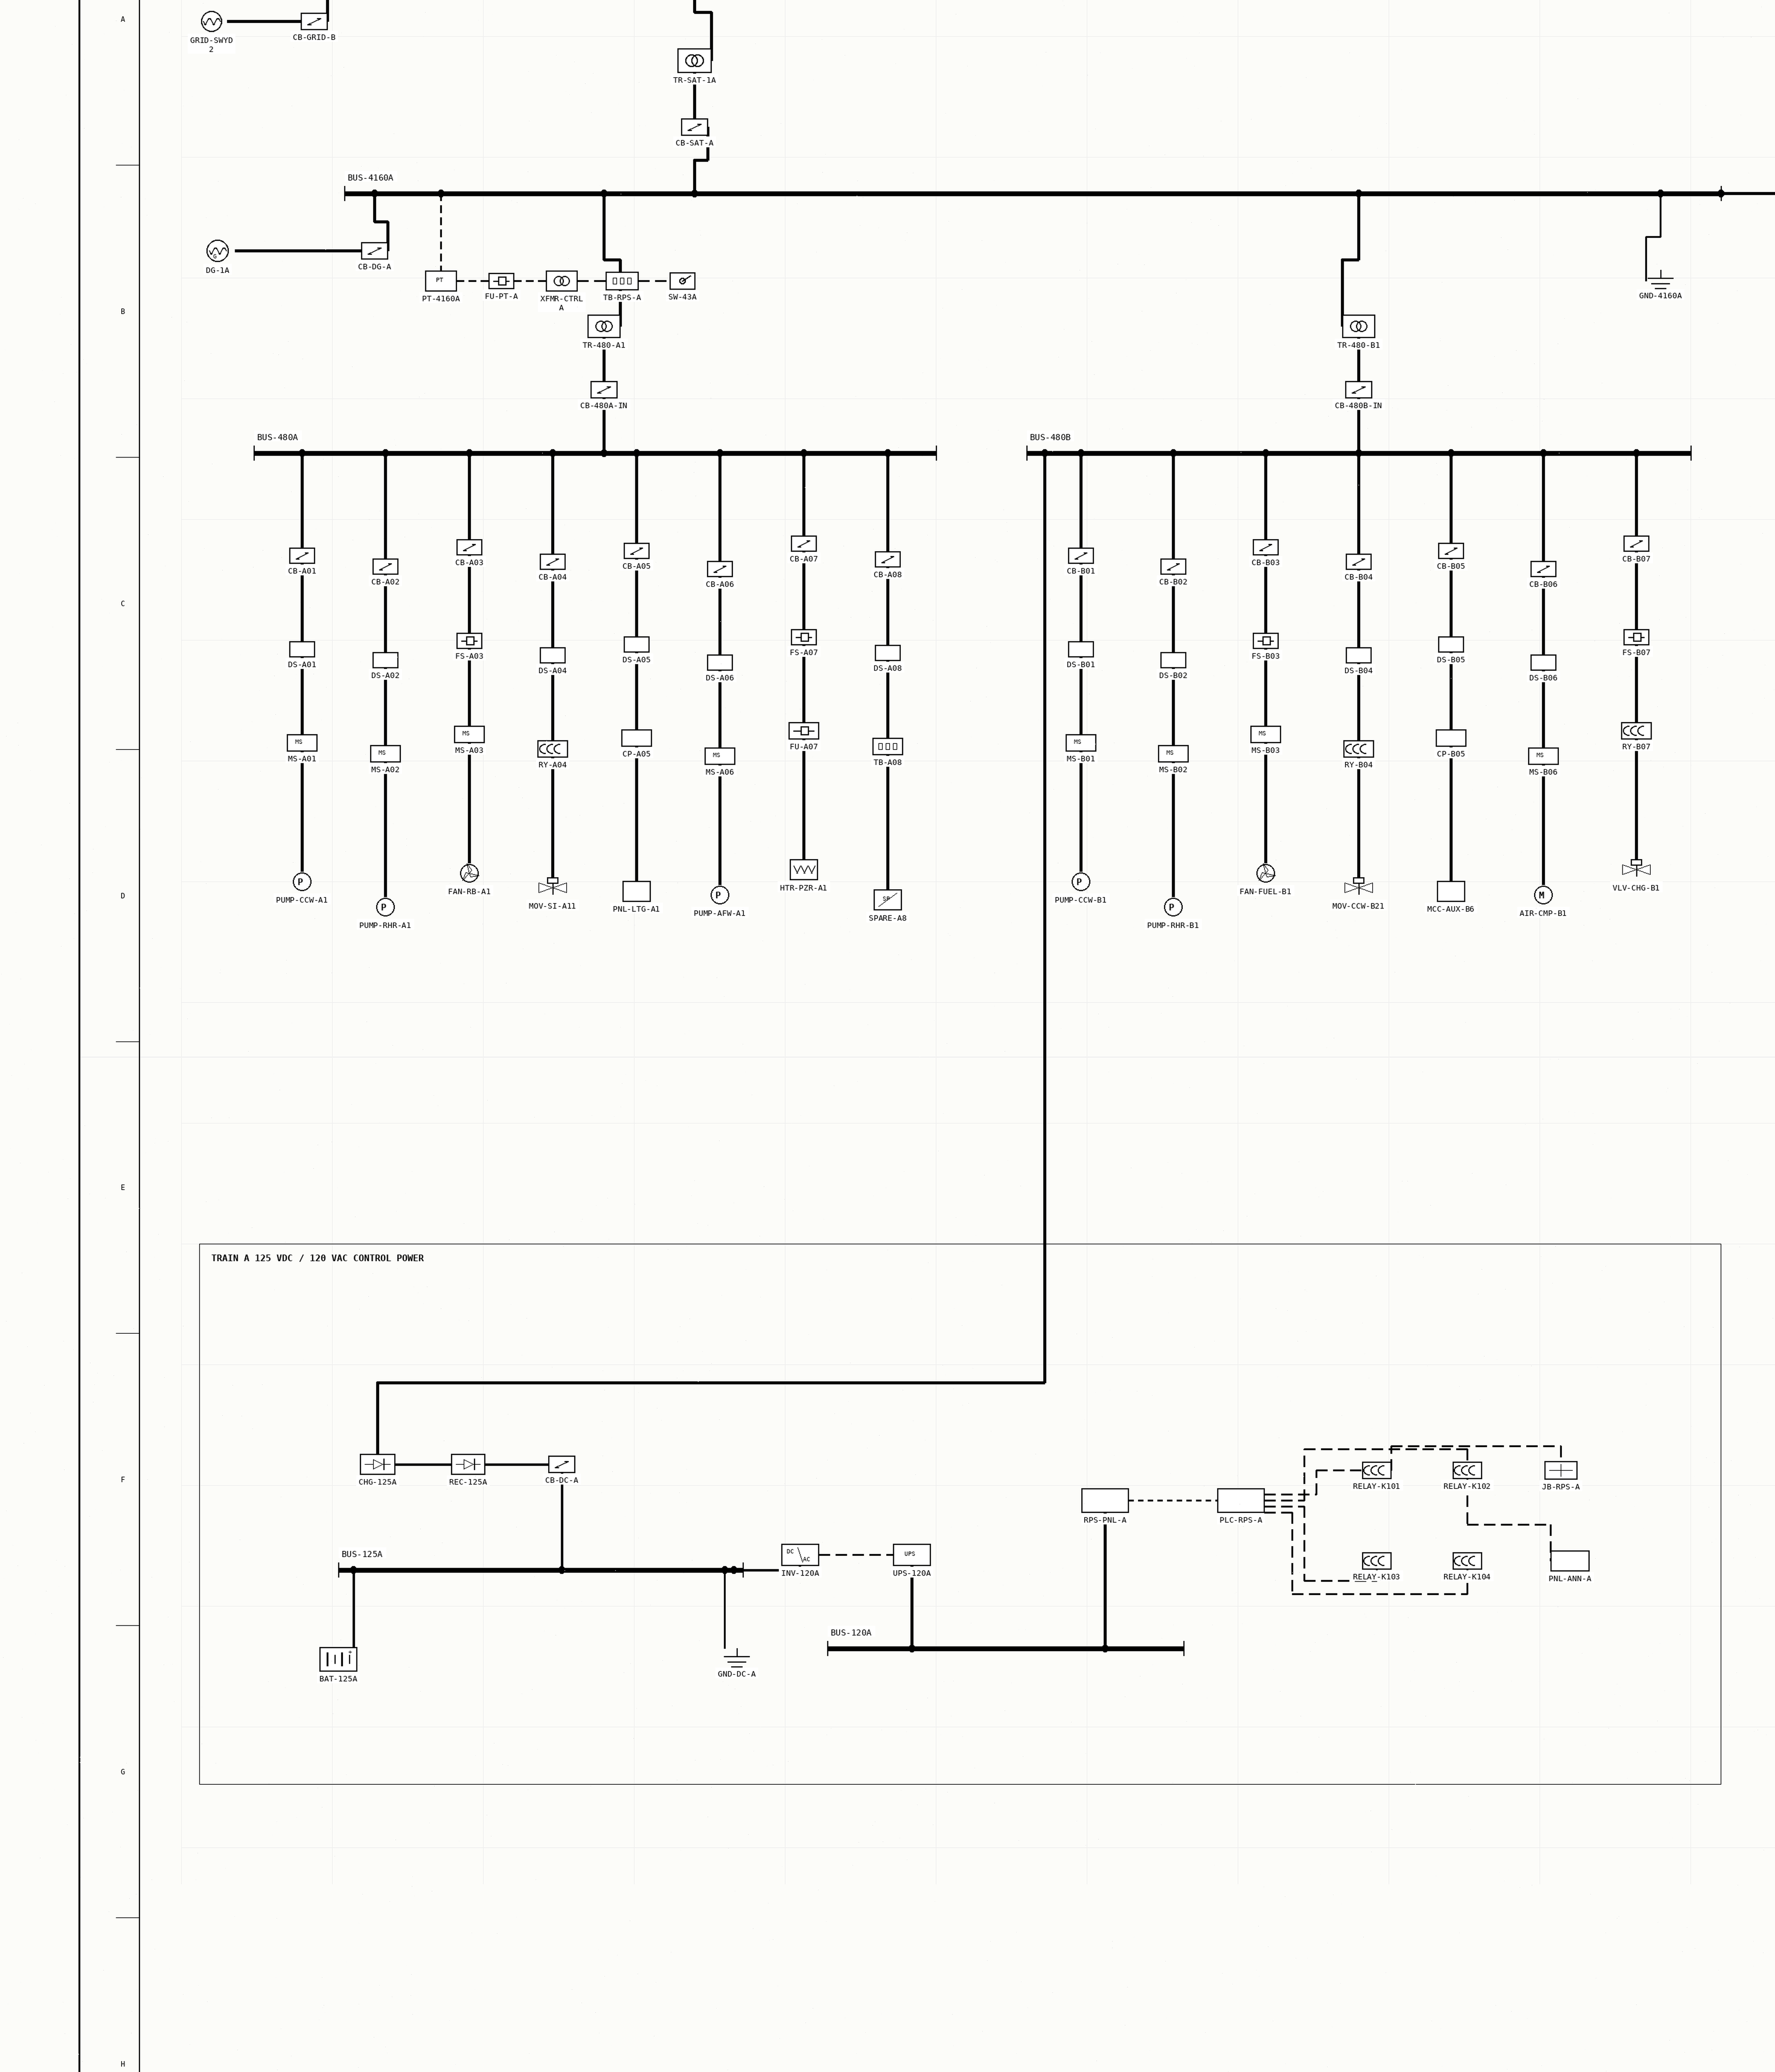 A
GRID-SWYD
2
CB-GRID-B
TR-SAT-1A
CB-SAT-A
BUS-4160A
G
DG-1A
CB-DG-A
PT
PT-4160A
FU-PT-A
XFMR-CTRL
A
TB-RPS-A
SW-43A
GND-4160A
B
TR-480-A1
TR-480-B1
CB-480A-IN
CB-480B-IN
BUS-480A
BUS-480B
CB-A01
CB-A02
CB-A03
CB-A04
CB-A05
CB-A06
CB-A07
CB-A08
CB-B01
CB-B02
CB-B03
CB-B04
CB-B05
CB-B06
CB-B07
C
DS-A01
DS-A02
FS-A03
DS-A04
DS-A05
DS-A06
FS-A07
DS-A08
DS-B01
DS-B02
FS-B03
DS-B04
DS-B05
DS-B06
FS-B07
MS
MS
MS
MS
MS
MS
MS
MS
MS-A01
MS-A02
MS-A03
RY-A04
CP-A05
MS-A06
FU-A07
TB-A08
MS-B01
MS-B02
MS-B03
RY-B04
CP-B05
MS-B06
RY-B07
D
P
P
P
SP
P
P
M
PUMP-CCW-A1
PUMP-RHR-A1
FAN-RB-A1
MOV-SI-A11
PNL-LTG-A1
PUMP-AFW-A1
HTR-PZR-A1
SPARE-A8
PUMP-CCW-B1
PUMP-RHR-B1
FAN-FUEL-B1
MOV-CCW-B21
MCC-AUX-B6
AIR-CMP-B1
VLV-CHG-B1
E
TRAIN A 125 VDC / 120 VAC CONTROL POWER
F
CHG-125A
REC-125A
CB-DC-A
RELAY-K101
RELAY-K102
JB-RPS-A
RPS-PNL-A
PLC-RPS-A
BUS-125A
DC
AC
INV-120A
UPS
UPS-120A
RELAY-K103
RELAY-K104
PNL-ANN-A
BUS-120A
BAT-125A
GND-DC-A
G
H